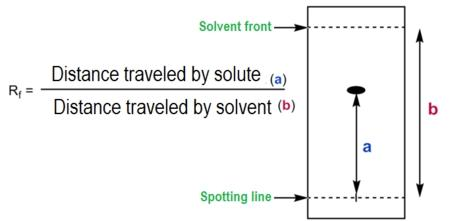 Solvent front
Distance traveled by solute (a)
Rf =
Distance traveled by solvent (b)
b
a
Spotting line